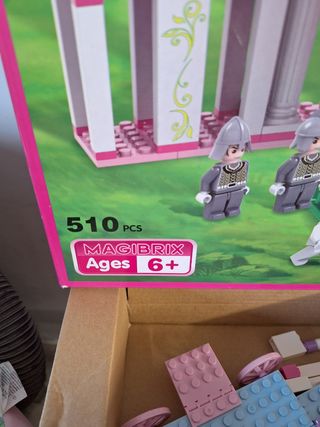 510 PCS
MAGIBRIX
Ages 6+